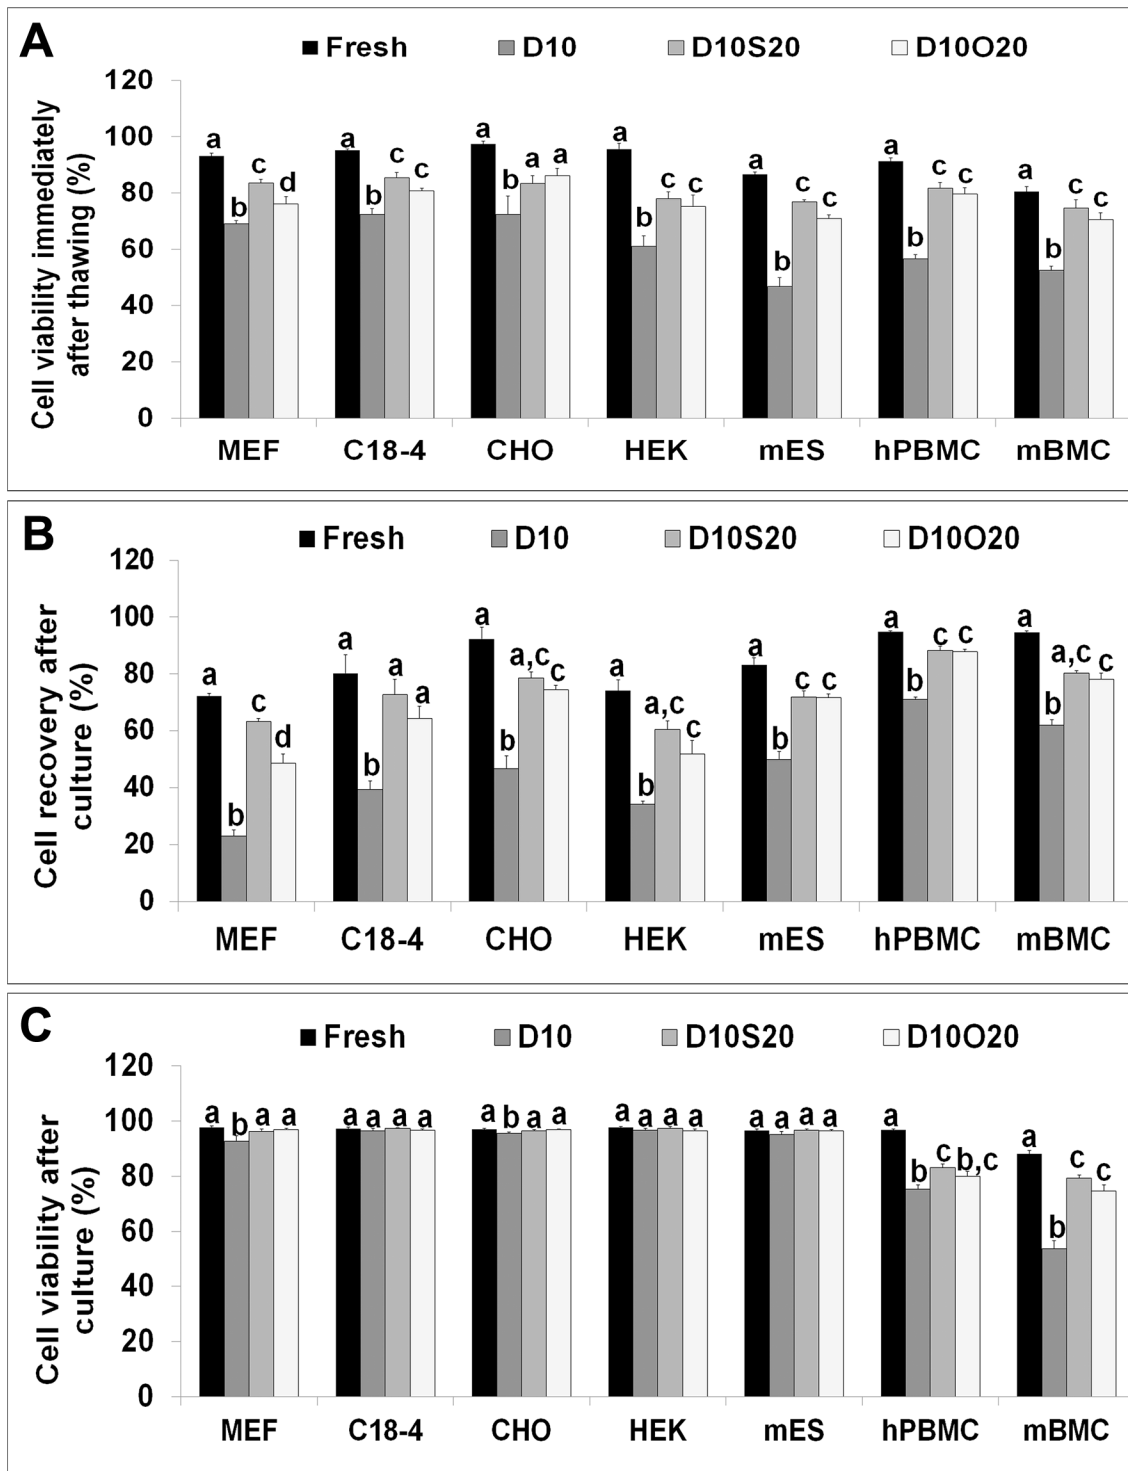 A
Fresh D10 D10S20 D10O20
Cell viability immediately
after thawing (%)
120
100
80
60
40
20
0
a b c d a b c c a b a a a b c c a b c c a b c c a b c c
MEF C18-4 CHO HEK mES hPBMC mBMC
B
Fresh D10 D10S20 D10O20
Cell recovery after
culture (%)
120
100
80
60
40
20
0
a b c d a b a a a b a,c c a b a,c c a b c c a b c c a b a,c c
MEF C18-4 CHO HEK mES hPBMC mBMC
C
Fresh D10 D10S20 D10O20
Cell viability after
culture (%)
120
100
80
60
40
20
0
a b a a a a a a a b a a a a a a a a a a a b c b,c a b c c
MEF C18-4 CHO HEK mES hPBMC mBMC